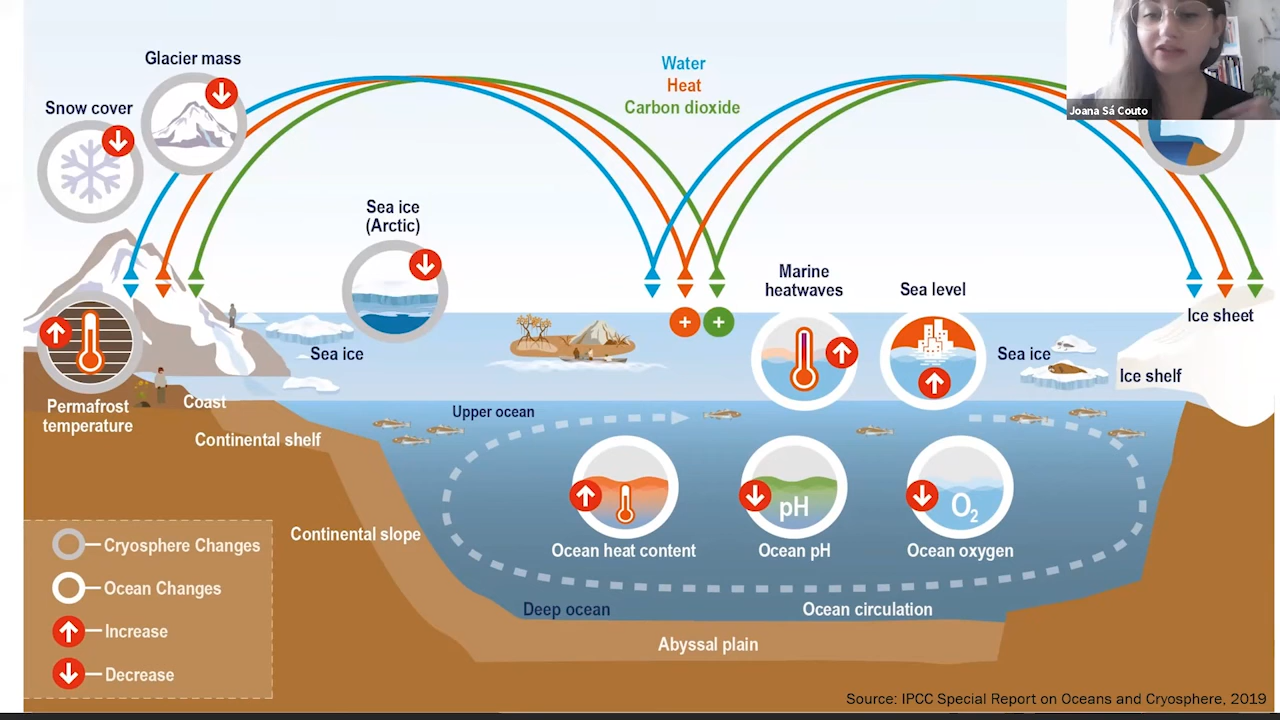 Glacier mass
Snow cover
Water
Heat
Carbon dioxide
Joana Sá Couto
Sea ice
(Arctic)
Marine
heatwaves
Sea level
Ice sheet
+
+
Sea ice
Sea ice
Ice shelf
Permafrost
temperature
Coast
Upper ocean
Continental shelf
pH
O₂
Continental slope
Ocean heat content
Ocean pH
Ocean oxygen
Deep ocean
Ocean circulation
Abyssal plain
Cryosphere Changes
Ocean Changes
Increase
Decrease
Source: IPCC Special Report on Oceans and Cryosphere, 2019